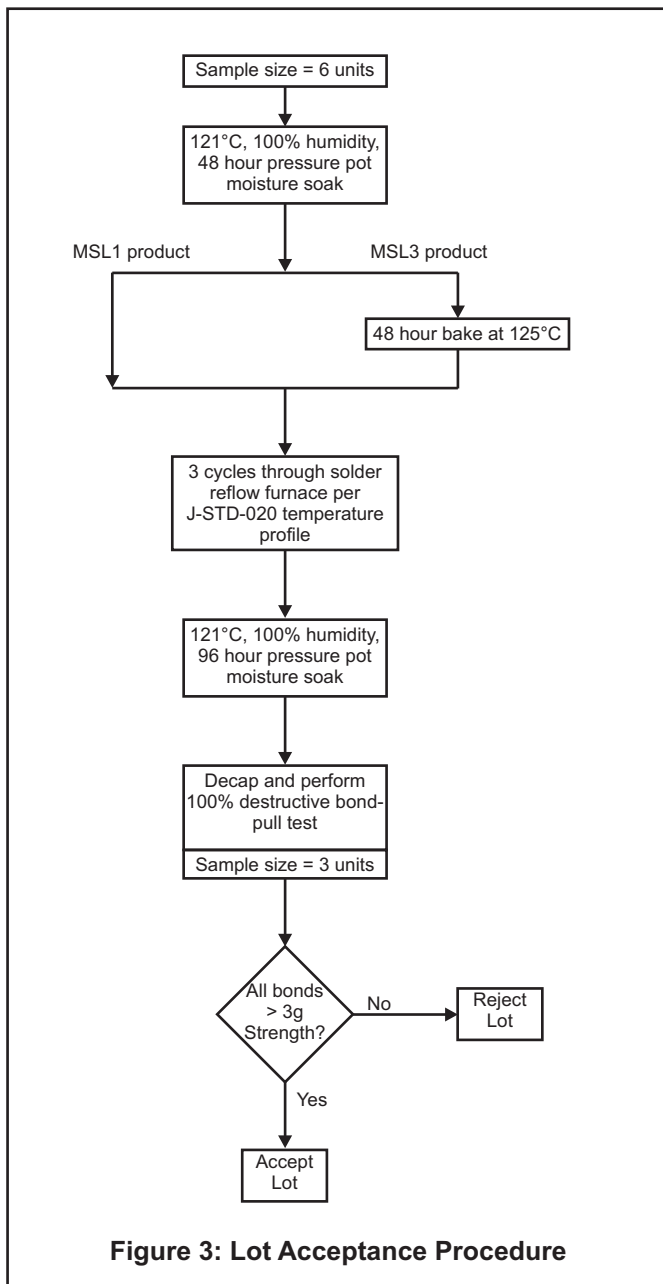 Sample size = 6 units
121°C, 100% humidity,
48 hour pressure pot
moisture soak
MSL1 product
MSL3 product
48 hour bake at 125°C
3 cycles through solder
reflow furnace per
J-STD-020 temperature
profile
121°C, 100% humidity,
96 hour pressure pot
moisture soak
Decap and perform
100% destructive bond-
pull test
Sample size = 3 units
All bonds
> 3g
Strength?
No
Reject
Lot
Yes
Accept
Lot
Figure 3: Lot Acceptance Procedure